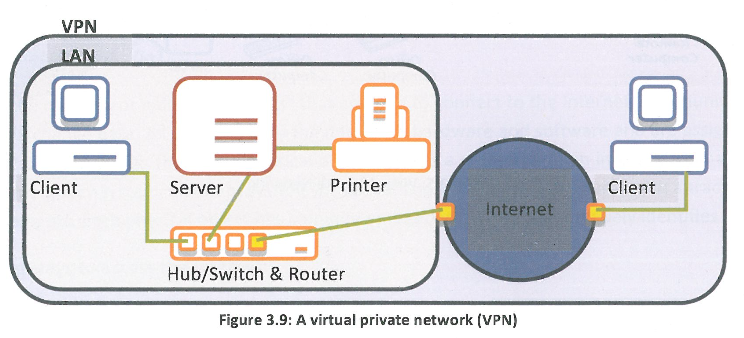 VPN
LAN
Client
Server
Printer
Internet
Client
Hub/Switch & Router
Figure 3.9: A virtual private network (VPN)